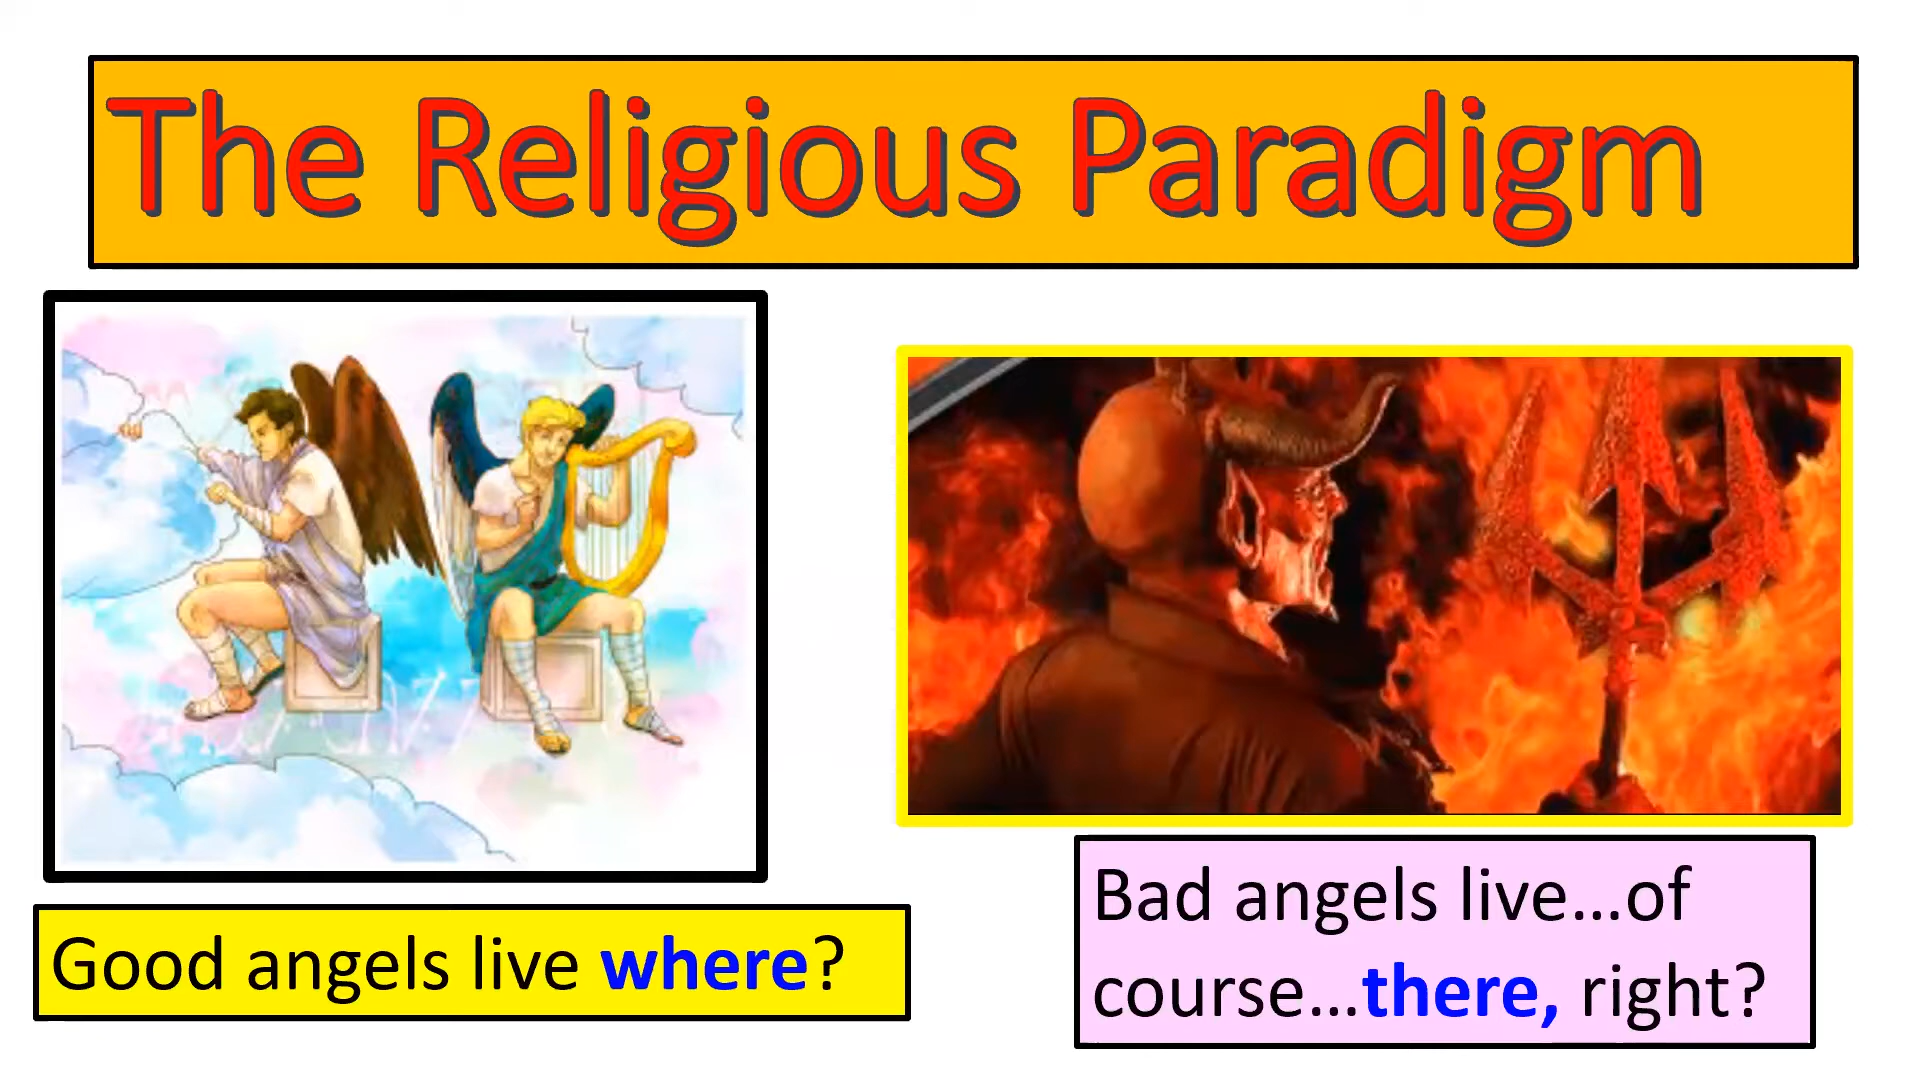 The Religious Paradigm
Good angels live where?
Bad angels live...of
course...there, right?